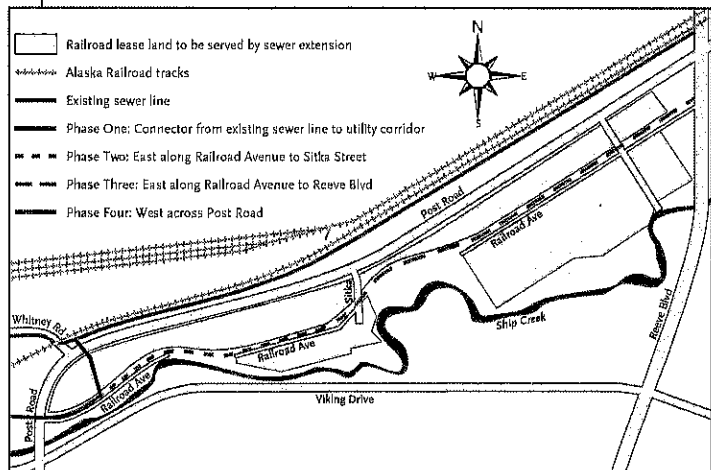 N
W E
S
Railroad lease land to be served by sewer extension
Alaska Railroad tracks
Existing sewer line
Phase One: Connector from existing sewer line to utility corridor
Phase Two: East along Railroad Avenue to Sitka Street
Phase Three: East along Railroad Avenue to Reeve Blvd
Phase Four: West across Post Road
Post Road
Railroad Ave
Sitka
Whitney Rd
Ship Creek
Reeve Blvd
Railroad Ave
Railroad Ave
Post Road
Viking Drive